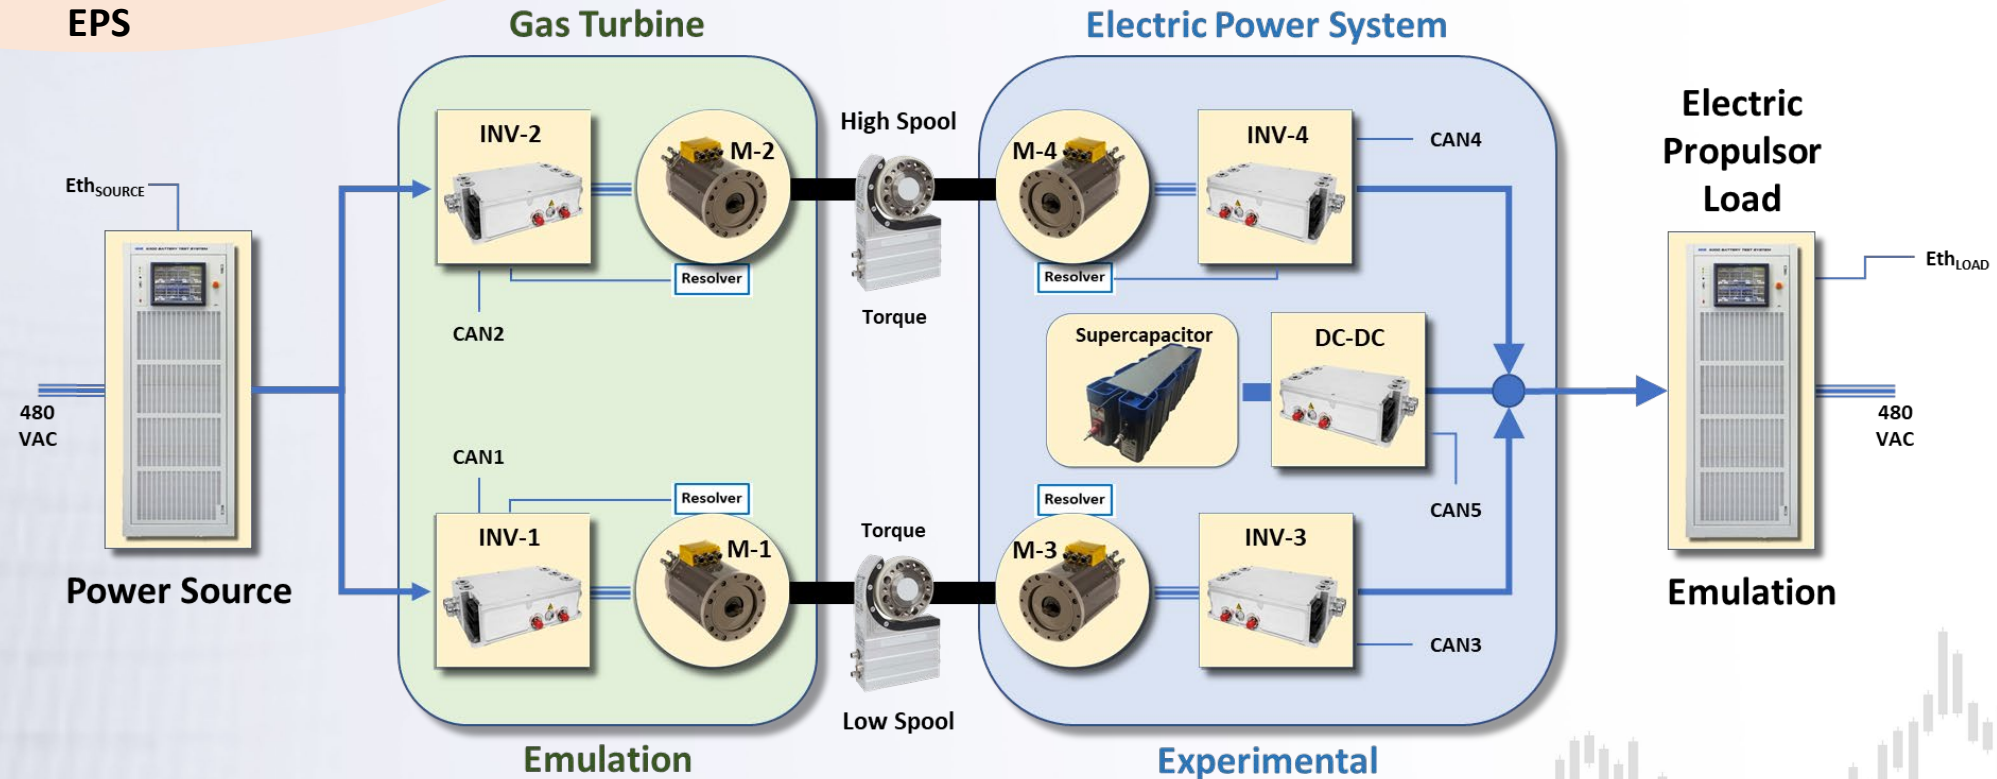 EPS
Gas Turbine
Electric Power System
INV-2
M-2
High Spool
M-4
INV-4
CAN4
Electric
Propulsor
Load
Eth_SOURCE
Resolver
Resolver
Eth_LOAD
CAN2
Torque
Supercapacitor
DC-DC
480
VAC
480
VAC
CAN1
Resolver
Resolver
CAN5
INV-1
M-1
Torque
M-3
INV-3
Power Source
Emulation
CAN3
Low Spool
Emulation
Experimental